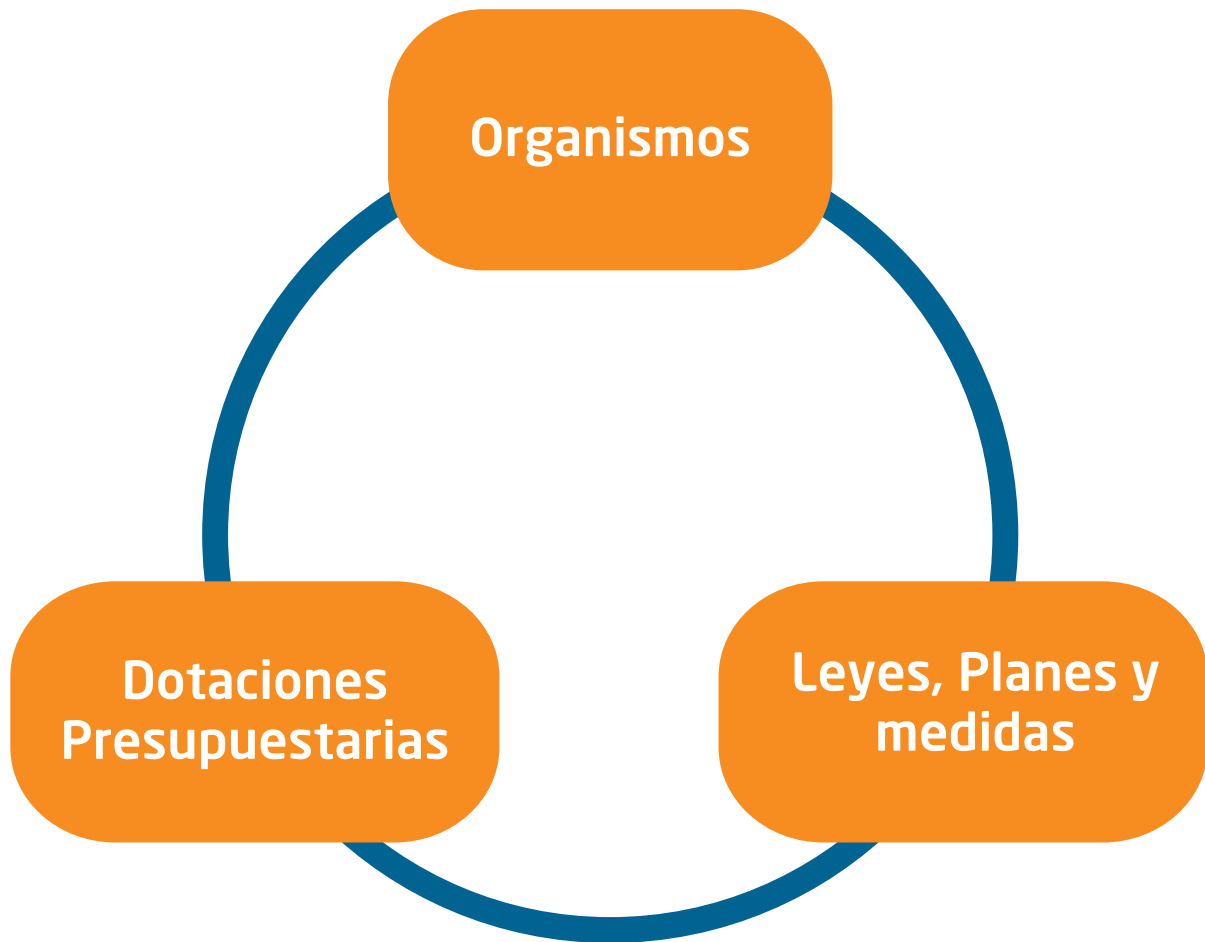 Organismos
Dotaciones
Presupuestarias
Leyes, Planes y
medidas